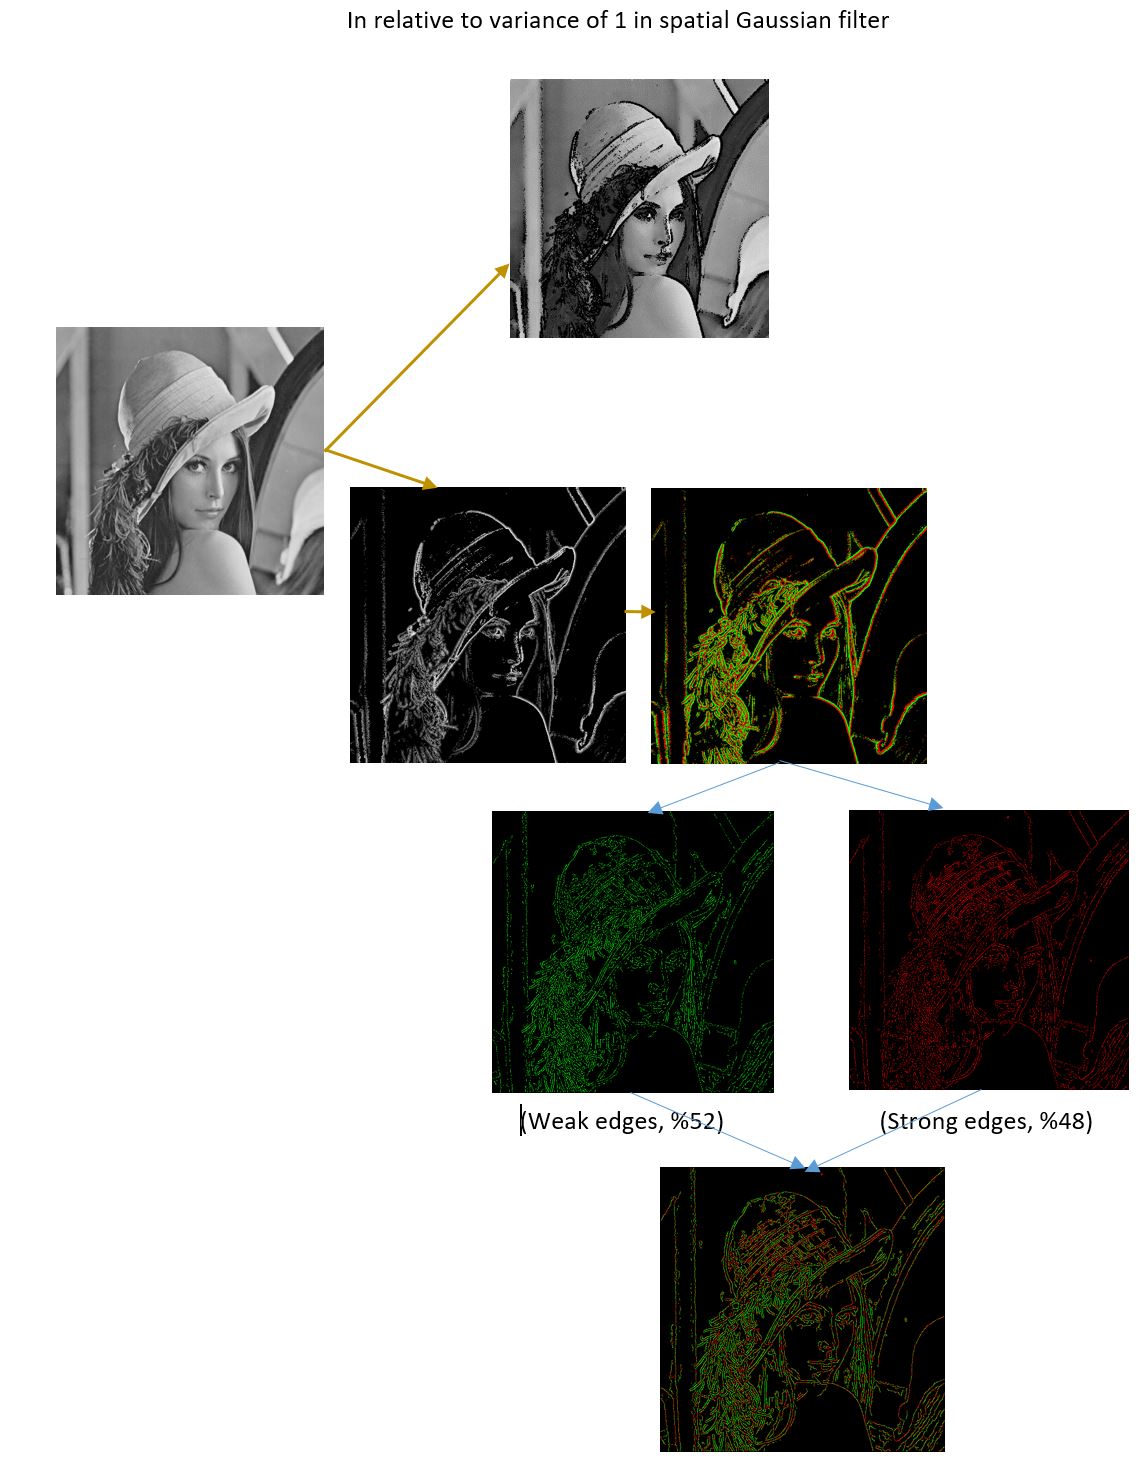 In relative to variance of 1 in spatial Gaussian filter
(Weak edges, %52)
(Strong edges, %48)